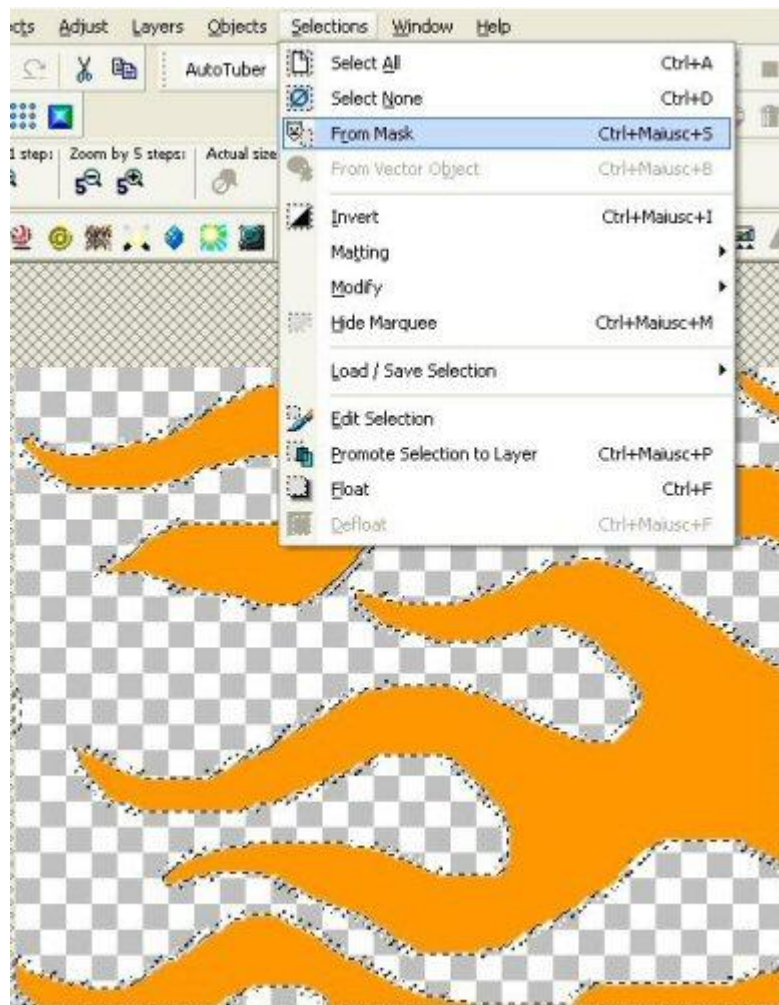 cts Adjust Layers Objects Selections Window Help
AutoTuber
1 step: Zoom by 5 steps: Actual size
5 5
Select All Ctrl+A
Select None Ctrl+D
From Mask Ctrl+Maiusc+S
From Vector Object Ctrl+Maiusc+B
Invert Ctrl+Maiusc+I
Matting
Modify
Hide Marquee Ctrl+Maiusc+M
Load / Save Selection
Edit Selection
Promote Selection to Layer Ctrl+Maiusc+P
Float Ctrl+F
Defloat Ctrl+Maiusc+F